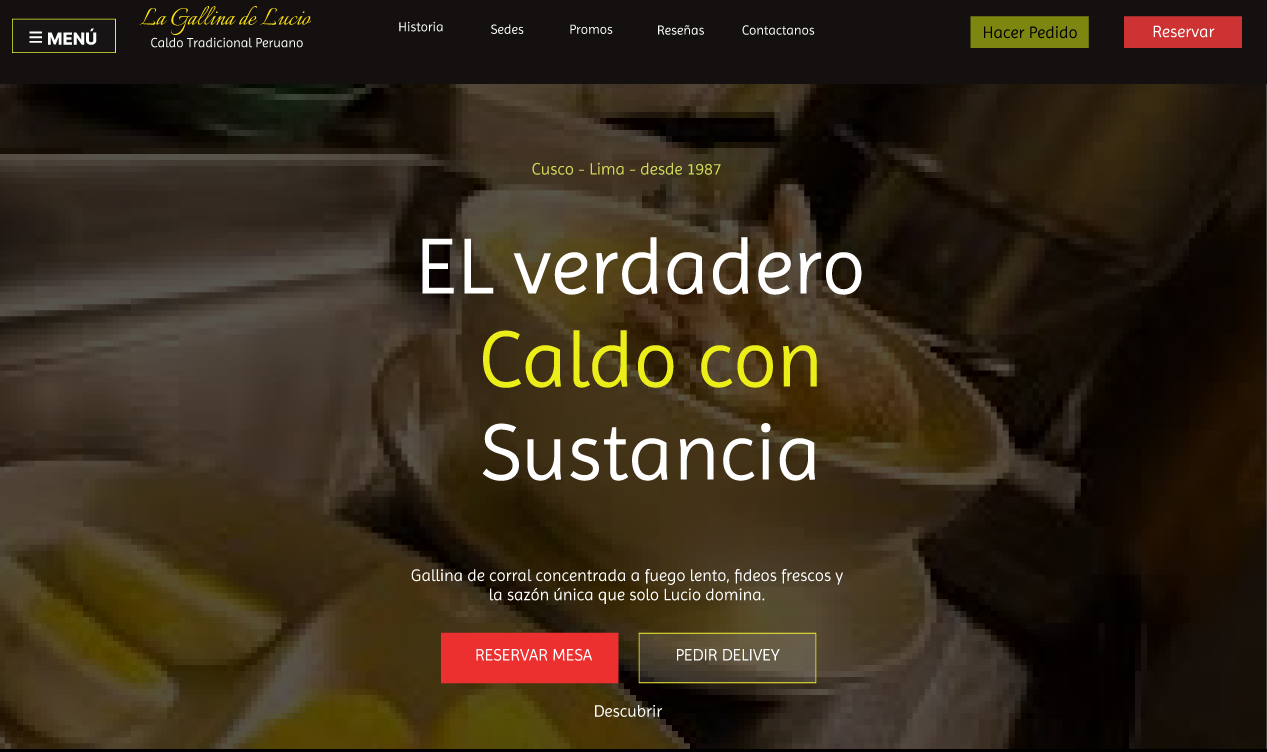 ☰ MENÚ
La Gallina de Lucio
Caldo Tradicional Peruano
Historia
Sedes
Promos
Reseñas
Contactanos
Hacer Pedido
Reservar
Cusco - Lima - desde 1987
EL verdadero
Caldo con
Sustancia
Gallina de corral concentrada a fuego lento, fideos frescos y
la sazón única que solo Lucio domina.
RESERVAR MESA
PEDIR DELIVEY
Descubrir